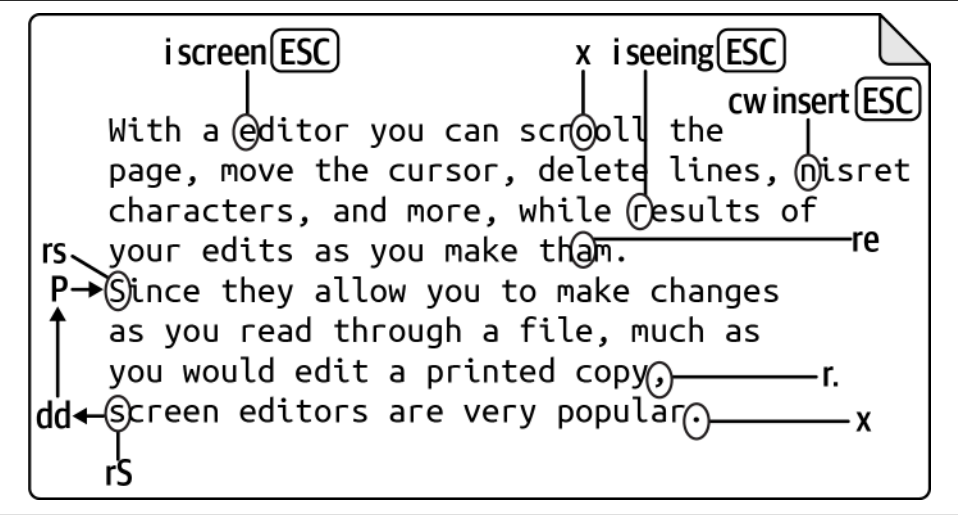 i screen ESC x i seeing ESC
cw insert ESC
With a editor you can scrooll the
page, move the cursor, delete lines, nisret
characters, and more, while results of
rs your edits as you make tham. re
P Since they allow you to make changes
as you read through a file, much as
you would edit a printed copy, r.
dd screen editors are very popular. x
rS